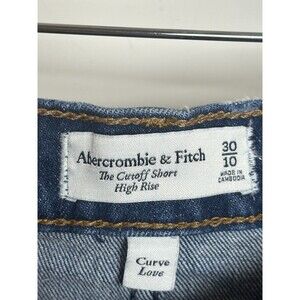 Abercrombie & Fitch
The Cutoff Short
High Rise
30
10
MADE IN
CAMBODIA
Curve
Love